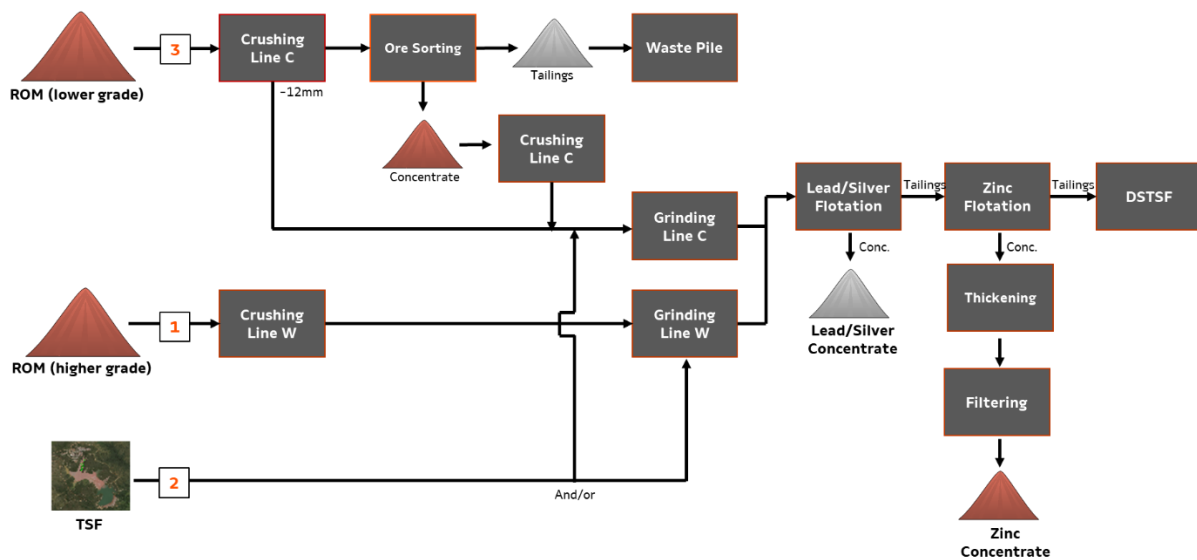 3
Crushing
Line C
Ore Sorting
Tailings
Waste Pile
ROM (lower grade)
-12mm
Concentrate
Crushing
Line C
Grinding
Line C
Lead/Silver
Flotation
Tailings
Zinc
Flotation
Tailings
DSTSF
Conc.
Conc.
1
Crushing
Line W
Grinding
Line W
ROM (higher grade)
Lead/Silver
Concentrate
Thickening
Filtering
2
And/or
TSF
Zinc
Concentrate